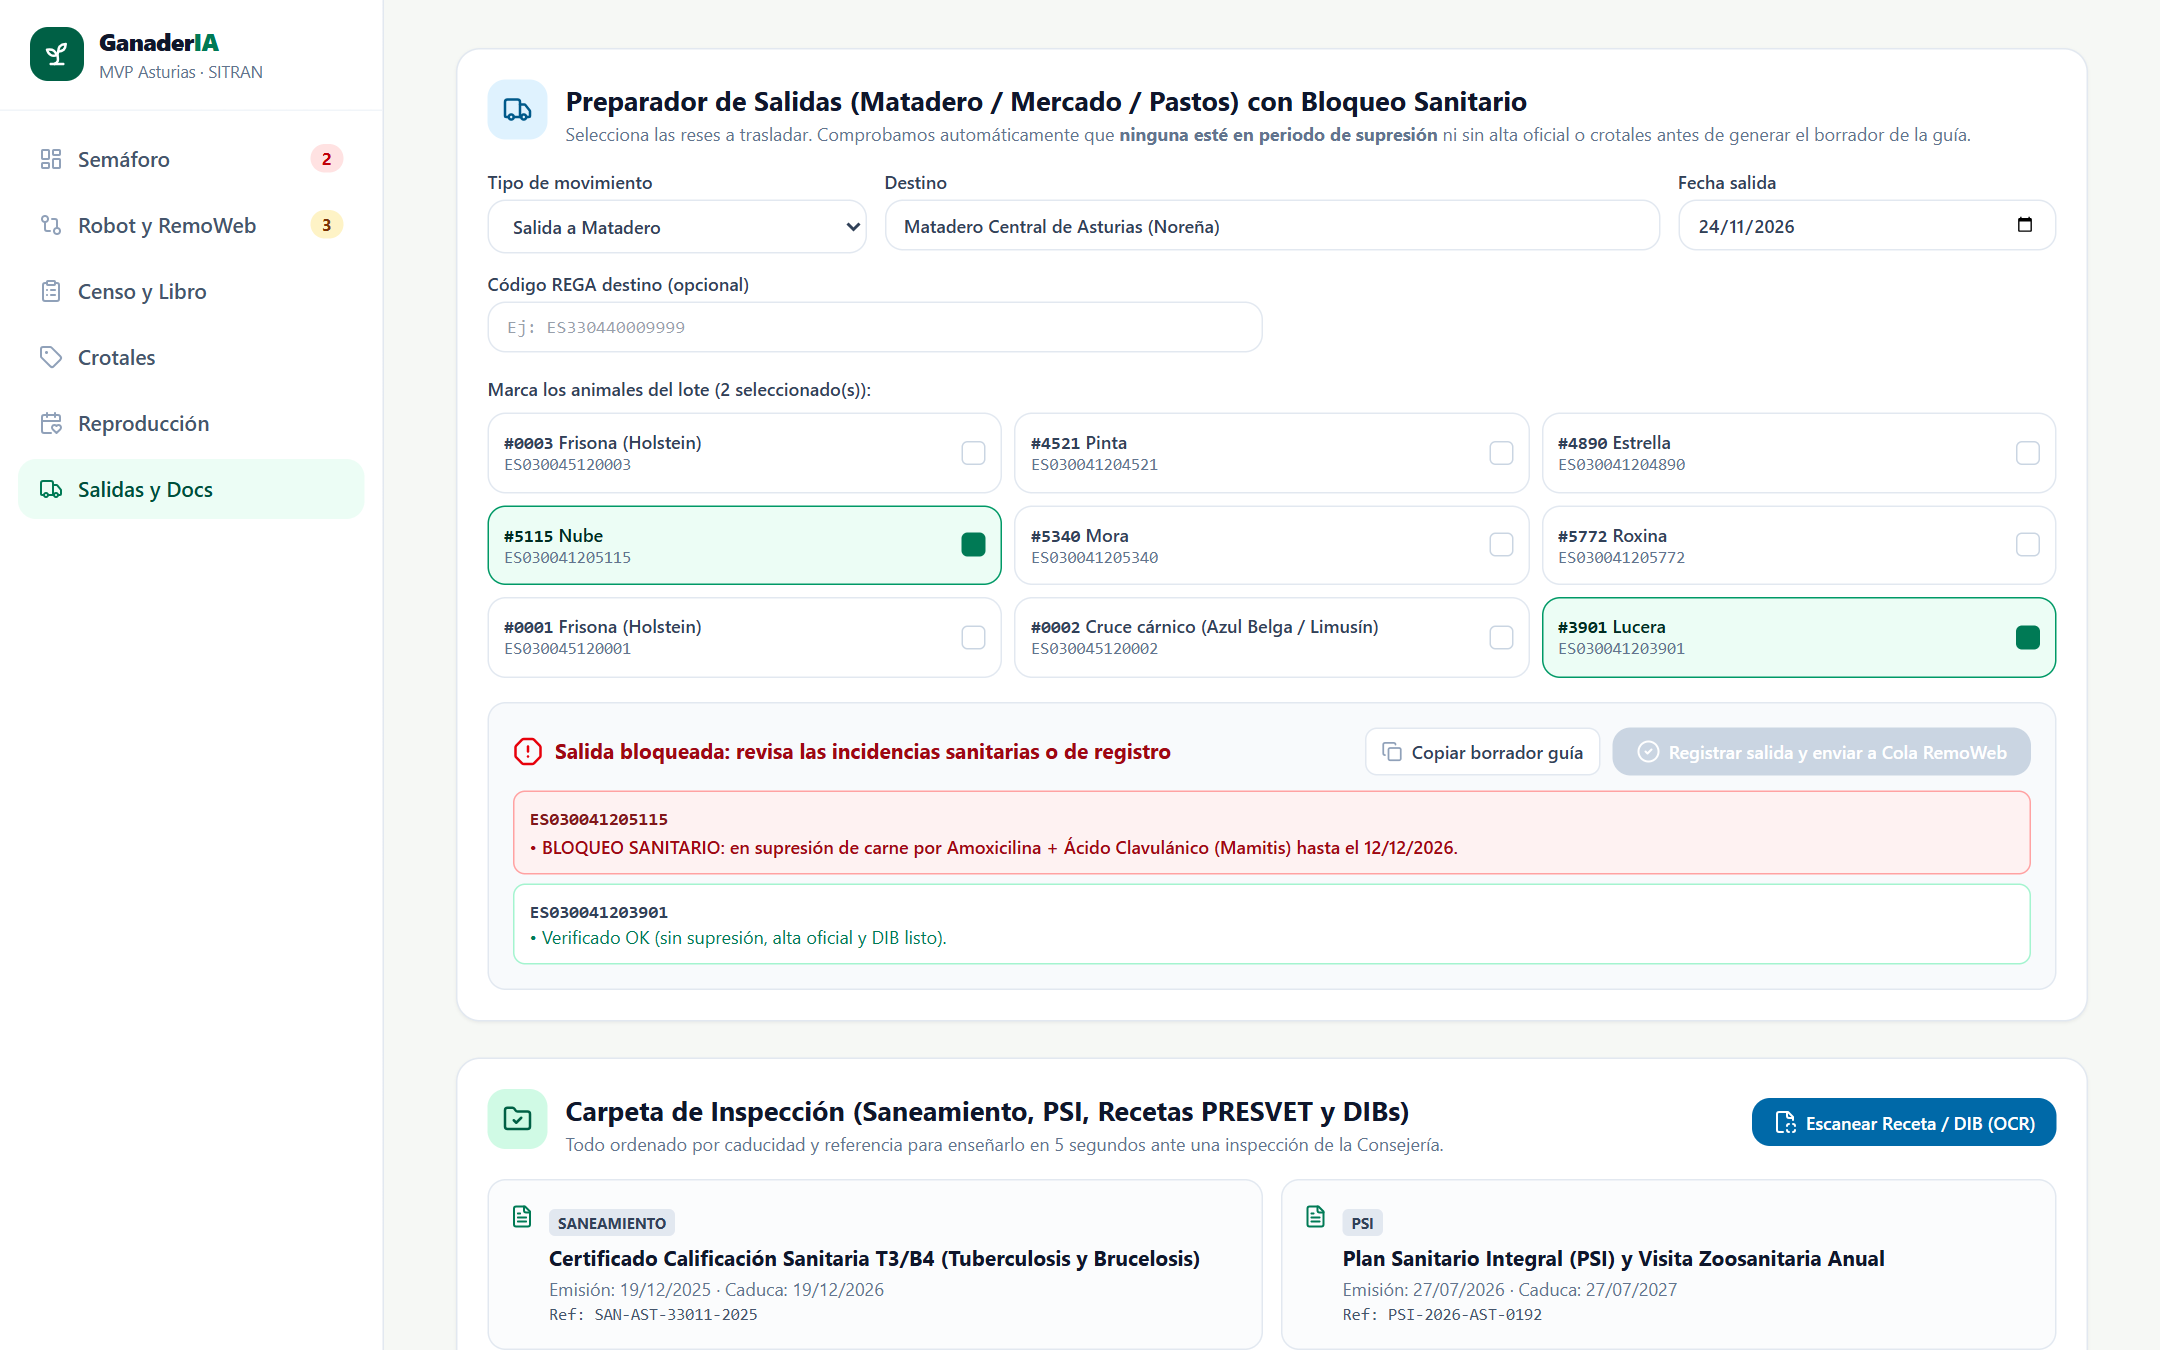 GanaderIA
MVP Asturias · SITRAN
Semáforo
2
Robot y RemoWeb
3
Censo y Libro
Crotales
Reproducción
Salidas y Docs
Preparador de Salidas (Matadero / Mercado / Pastos) con Bloqueo Sanitario
Selecciona las reses a trasladar. Comprobamos automáticamente que ninguna esté en periodo de supresión ni sin alta oficial o crotales antes de generar el borrador de la guía.
Tipo de movimiento
Salida a Matadero
Destino
Matadero Central de Asturias (Noreña)
Fecha salida
24/11/2026
Código REGA destino (opcional)
Ej: ES330440009999
Marca los animales del lote (2 seleccionado(s)):
#0003 Frisona (Holstein)
ES030045120003
#4521 Pinta
ES030041204521
#4890 Estrella
ES030041204890
#5115 Nube
ES030041205115
#5340 Mora
ES030041205340
#5772 Roxina
ES030041205772
#0001 Frisona (Holstein)
ES030045120001
#0002 Cruce cárnico (Azul Belga / Limusín)
ES030045120002
#3901 Lucera
ES030041203901
Salida bloqueada: revisa las incidencias sanitarias o de registro
Copiar borrador guía
Registrar salida y enviar a Cola RemoWeb
ES030041205115
• BLOQUEO SANITARIO: en supresión de carne por Amoxicilina + Ácido Clavulánico (Mamitis) hasta el 12/12/2026.
ES030041203901
• Verificado OK (sin supresión, alta oficial y DIB listo).
Carpeta de Inspección (Saneamiento, PSI, Recetas PRESVET y DIBs)
Todo ordenado por caducidad y referencia para enseñarlo en 5 segundos ante una inspección de la Consejería.
Escanear Receta / DIB (OCR)
SANEAMIENTO
Certificado Calificación Sanitaria T3/B4 (Tuberculosis y Brucelosis)
Emisión: 19/12/2025 · Caduca: 19/12/2026
Ref: SAN-AST-33011-2025
PSI
Plan Sanitario Integral (PSI) y Visita Zoosanitaria Anual
Emisión: 27/07/2026 · Caduca: 27/07/2027
Ref: PSI-2026-AST-0192